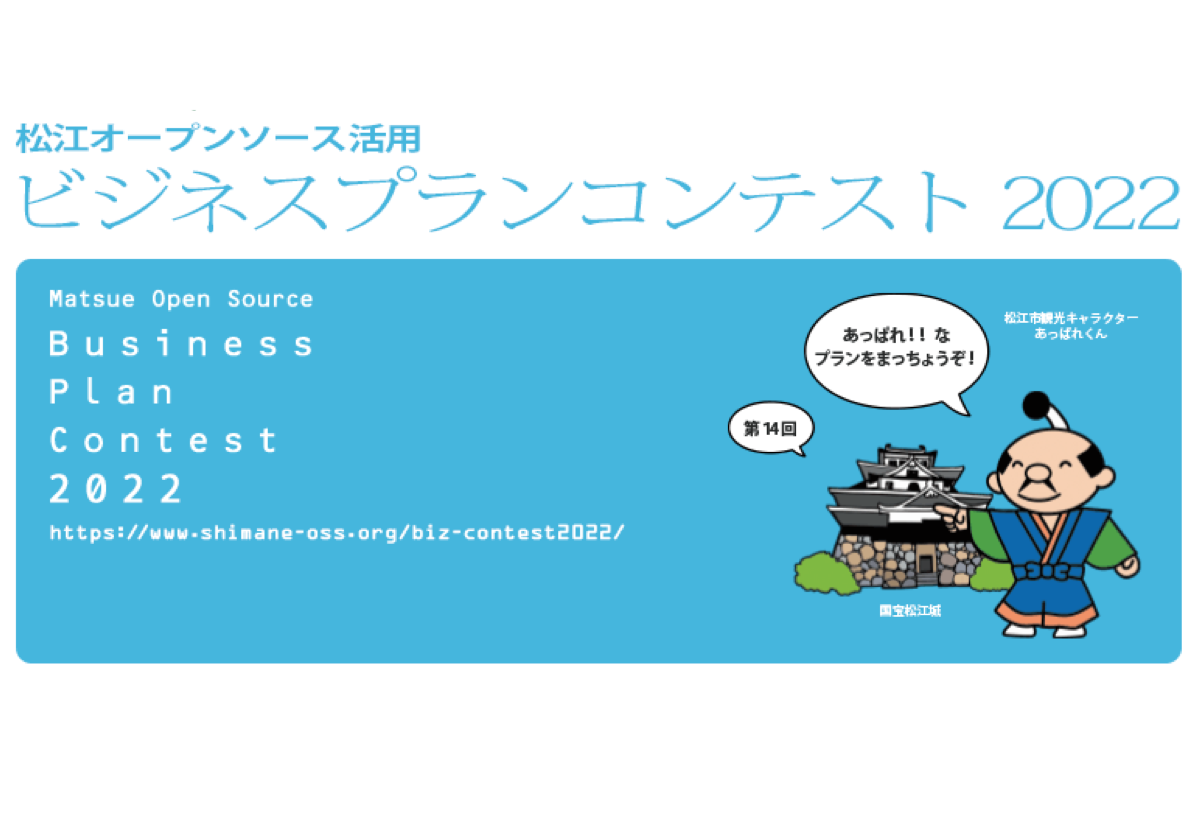 松江オープンソース活用
ビジネスプランコンテスト 2022
Matsue Open Source
Business
Plan
Contest
2022
https://www.shimane-oss.org/biz-contest2022/
あっぱれ!! な
プランをまっちょうぞ!
松江市観光キャラクター
あっぱれくん
第14回
国宝松江城